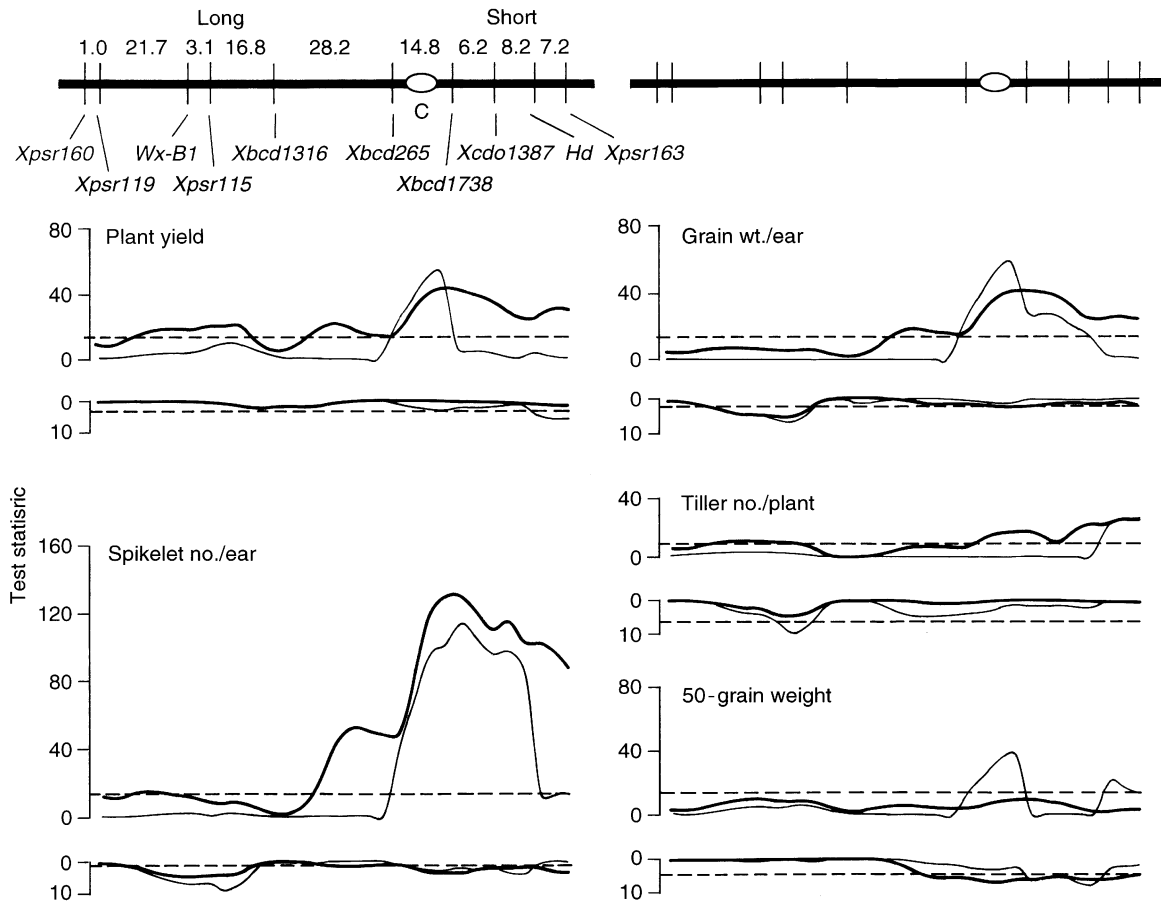 Long Short
1.0 21.7 3.1 16.8 28.2 14.8 6.2 8.2 7.2
C
Xpsr160 Wx-B1 Xbcd1316 Xbcd265 Xcdo1387 Hd Xpsr163
Xpsr119 Xpsr115 Xbcd1738
Test statisric
Plant yield
80
40
0
0
10
Spikelet no./ear
160
120
80
40
0
0
10
Grain wt./ear
80
40
0
0
10
Tiller no./plant
40
0
0
10
50-grain weight
80
40
0
0
10